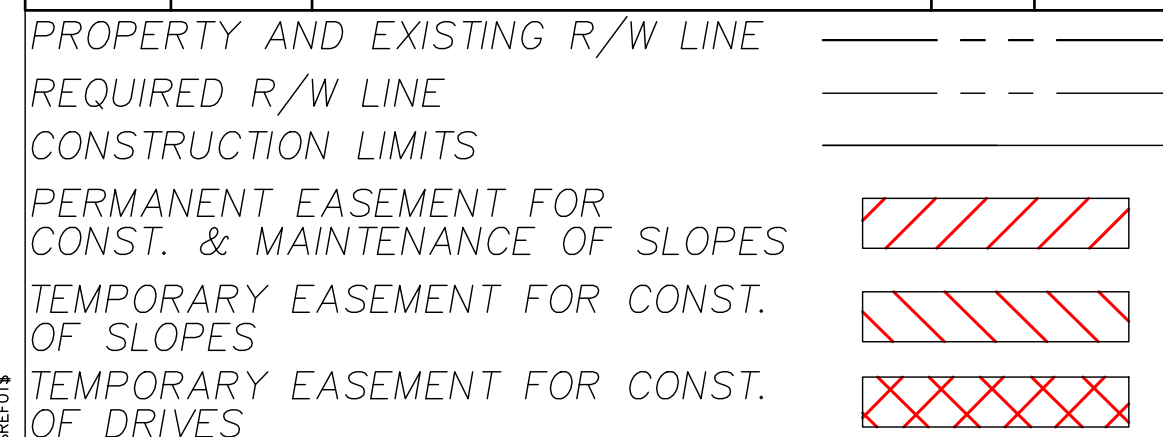 PROPERTY AND EXISTING R/W LINE
REQUIRED R/W LINE
CONSTRUCTION LIMITS
PERMANENT EASEMENT FOR
CONST. & MAINTENANCE OF SLOPES
TEMPORARY EASEMENT FOR CONST.
OF SLOPES
TEMPORARY EASEMENT FOR CONST.
OF DRIVES